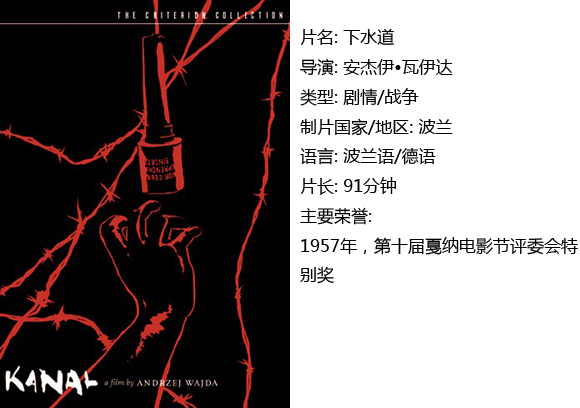 THE CRITERION COLLECTION
KANAL
a film by ANDRZEJ WAJDA
片名: 下水道
导演: 安杰伊•瓦伊达
类型: 剧情/战争
制片国家/地区: 波兰
语言: 波兰语/德语
片长: 91分钟
主要荣誉:
1957年，第十届戛纳电影节评委会特
别奖